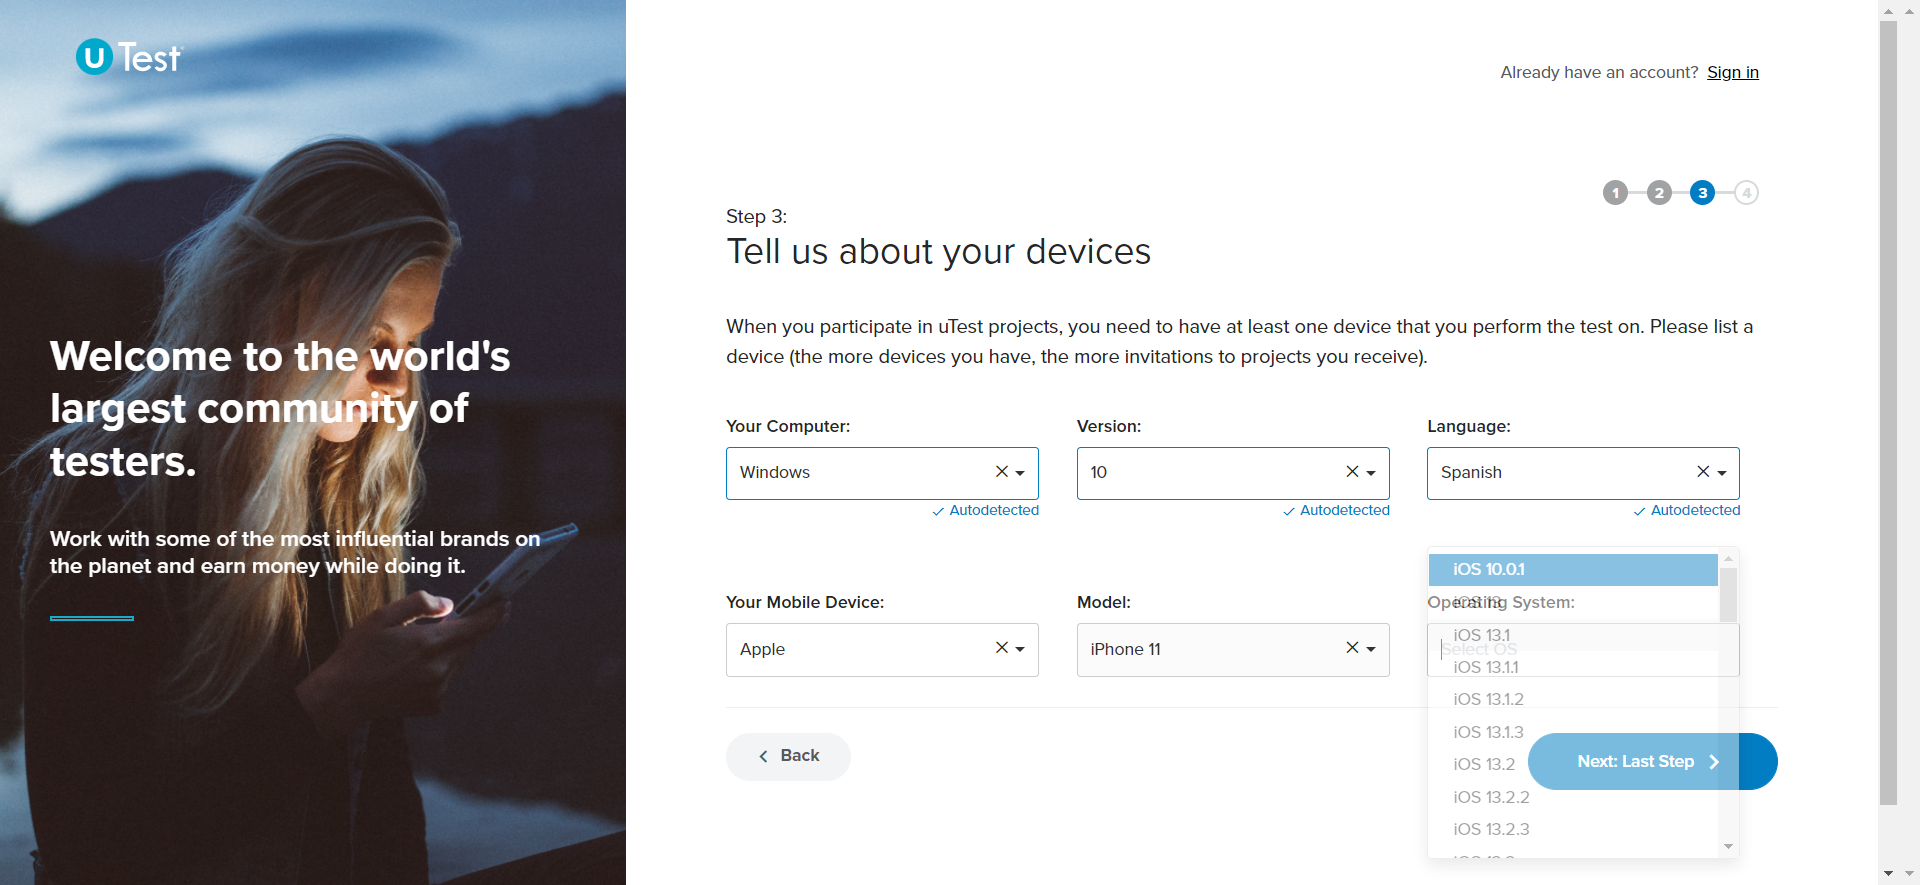 U Test
Already have an account? Sign in
1 2 3 4
Step 3:
Tell us about your devices
When you participate in uTest projects, you need to have at least one device that you perform the test on. Please list a
device (the more devices you have, the more invitations to projects you receive).
Welcome to the world's
largest community of
testers.
Work with some of the most influential brands on
the planet and earn money while doing it.
Your Computer: Version: Language:
Windows 10 Spanish
Autodetected Autodetected Autodetected
Your Mobile Device: Model: Operating System:
Apple iPhone 11 Select OS
iOS 10.0.1
iOS 13
iOS 13.1
iOS 13.1.1
iOS 13.1.2
iOS 13.1.3
iOS 13.2
iOS 13.2.2
iOS 13.2.3
Back Next: Last Step